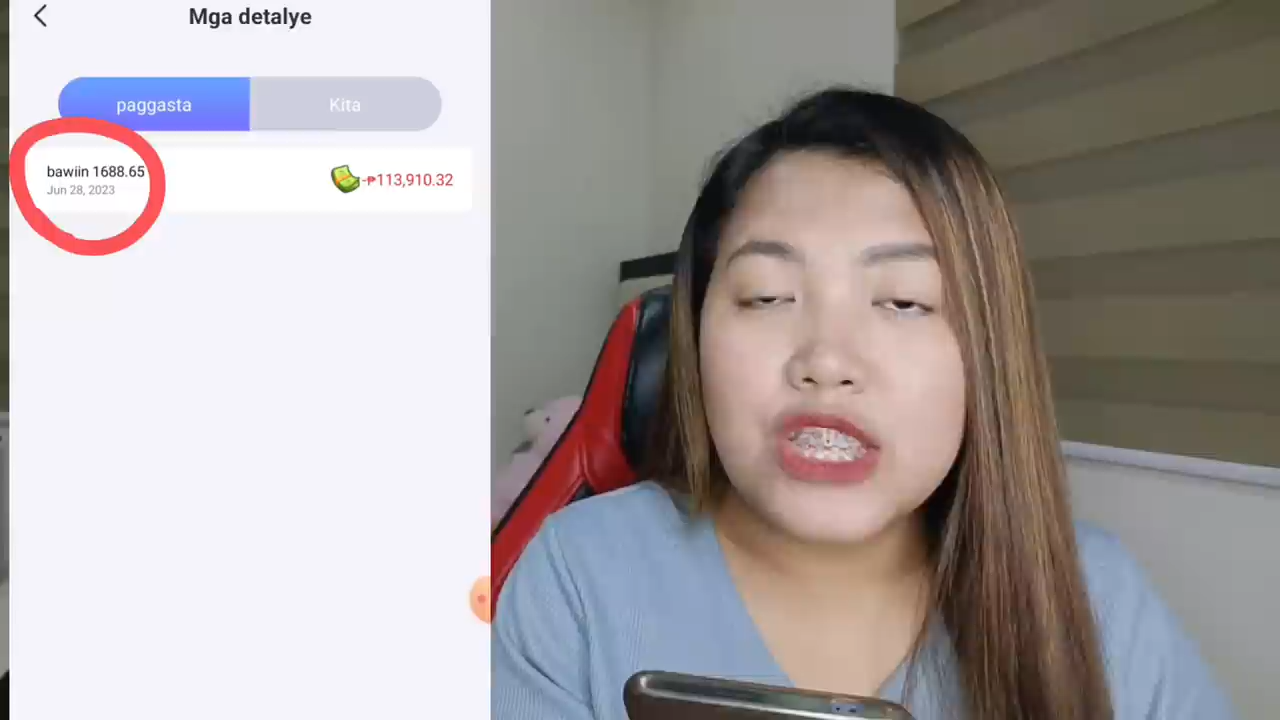 Mga detalye
paggasta
Kita
bawiin 1688.65
Jun 28, 2023
-₱113,910.32